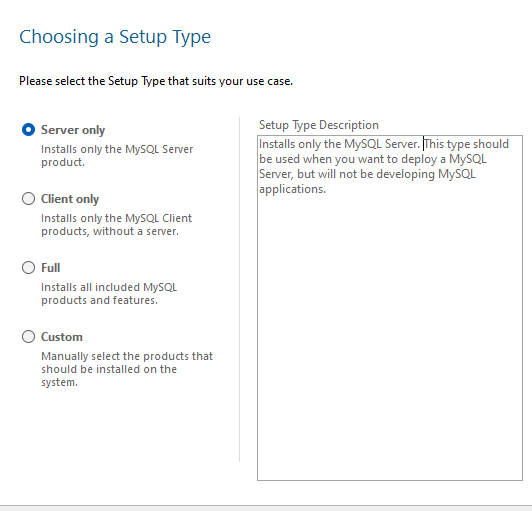 Choosing a Setup Type
Please select the Setup Type that suits your use case.
Server only
Installs only the MySQL Server
product.
Client only
Installs only the MySQL Client
products, without a server.
Full
Installs all included MySQL
products and features.
Custom
Manually select the products that
should be installed on the
system.
Setup Type Description
Installs only the MySQL Server. This type should
be used when you want to deploy a MySQL
Server, but will not be developing MySQL
applications.